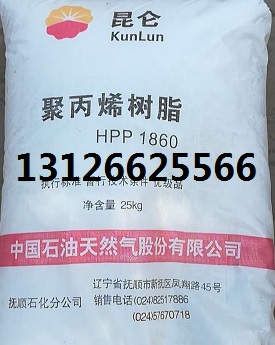 昆仑
KunLun
聚丙烯树脂
HPP 1860
13126625566
执行标准 暂行技术条件 优级品
净含量 25kg
中国石油天然气股份有限公司
辽宁省抚顺市新抚区凤翔路45号
抚顺石化分公司 销售电话(024)82517886
(024)57670718